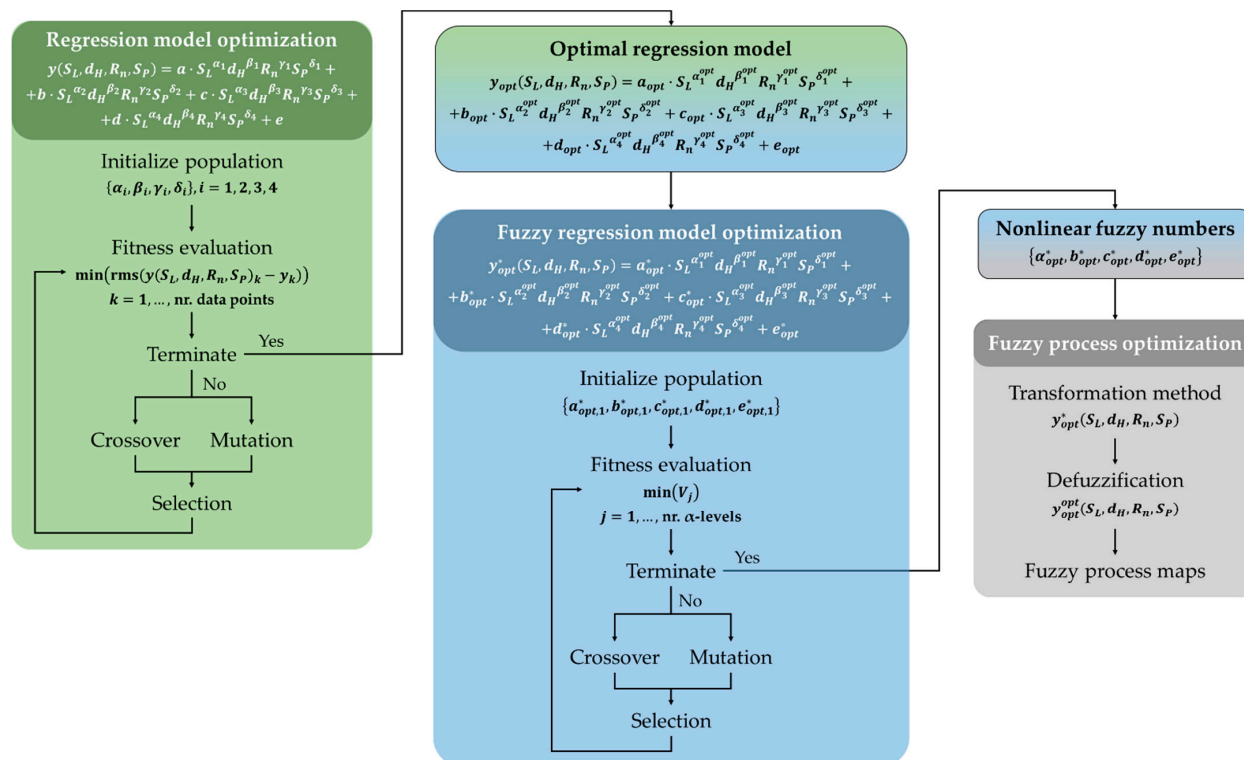 Regression model optimization
y(S_L, d_H, R_n, S_P) = a · S_L^α₁ d_H^β₁ R_n^γ₁ S_P^δ₁ +
+b · S_L^α₂ d_H^β₂ R_n^γ₂ S_P^δ₂ + c · S_L^α₃ d_H^β₃ R_n^γ₃ S_P^δ₃ +
+d · S_L^α₄ d_H^β₄ R_n^γ₄ S_P^δ₄ + e
Initialize population
{α_i, β_i, γ_i, δ_i}, i = 1, 2, 3, 4
Fitness evaluation
min(rms(y(S_L, d_H, R_n, S_P)_k − y_k))
k = 1, …, nr. data points
Terminate
Yes
No
Crossover
Mutation
Selection
Optimal regression model
y_opt(S_L, d_H, R_n, S_P) = a_opt · S_L^α₁^opt d_H^β₁^opt R_n^γ₁^opt S_P^δ₁^opt +
+b_opt · S_L^α₂^opt d_H^β₂^opt R_n^γ₂^opt S_P^δ₂^opt + c_opt · S_L^α₃^opt d_H^β₃^opt R_n^γ₃^opt S_P^δ₃^opt +
+d_opt · S_L^α₄^opt d_H^β₄^opt R_n^γ₄^opt S_P^δ₄^opt + e_opt
Fuzzy regression model optimization
y*_opt(S_L, d_H, R_n, S_P) = a*_opt · S_L^α₁^opt d_H^β₁^opt R_n^γ₁^opt S_P^δ₁^opt +
+b*_opt · S_L^α₂^opt d_H^β₂^opt R_n^γ₂^opt S_P^δ₂^opt + c*_opt · S_L^α₃^opt d_H^β₃^opt R_n^γ₃^opt S_P^δ₃^opt +
+d*_opt · S_L^α₄^opt d_H^β₄^opt R_n^γ₄^opt S_P^δ₄^opt + e*_opt
Initialize population
{a*_opt,1, b*_opt,1, c*_opt,1, d*_opt,1, e*_opt,1}
Fitness evaluation
min(V_j)
j = 1, …, nr. α-levels
Terminate
Yes
No
Crossover
Mutation
Selection
Nonlinear fuzzy numbers
{a*_opt, b*_opt, c*_opt, d*_opt, e*_opt}
Fuzzy process optimization
Transformation method
y*_opt(S_L, d_H, R_n, S_P)
Defuzzification
y^opt_opt(S_L, d_H, R_n, S_P)
Fuzzy process maps